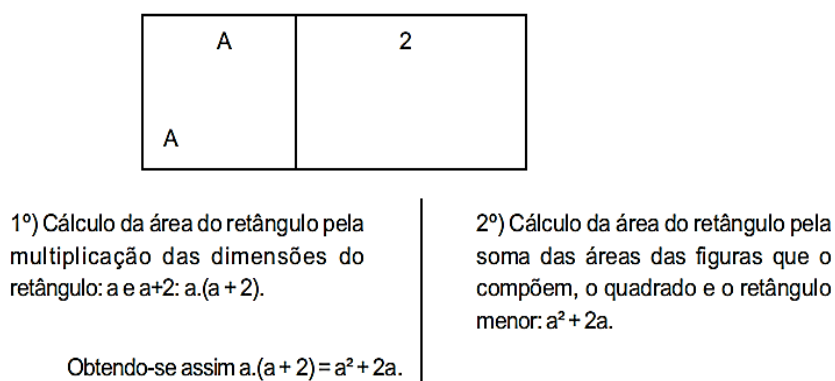 A 2
A
1º) Cálculo da área do retângulo pela
multiplicação das dimensões do
retângulo: a e a+2: a.(a + 2).
Obtendo-se assim a.(a + 2) = a² + 2a.
2º) Cálculo da área do retângulo pela
soma das áreas das figuras que o
compõem, o quadrado e o retângulo
menor: a² + 2a.